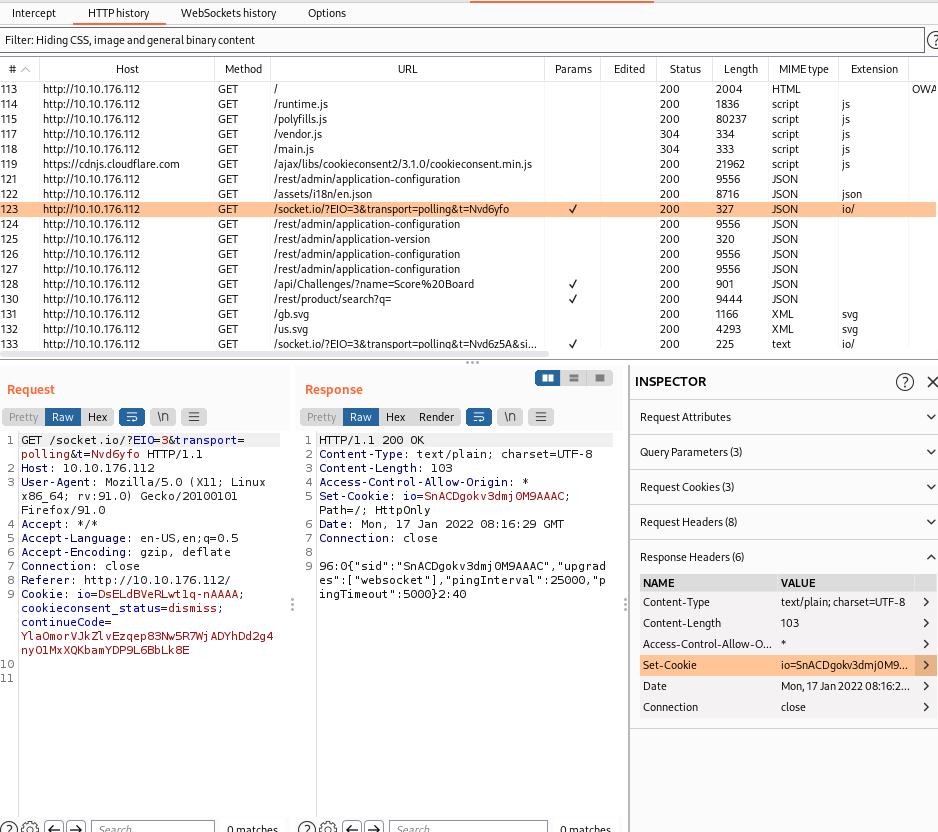 Intercept HTTP history WebSockets history Options
Filter: Hiding CSS, image and general binary content ?
# Host Method URL Params Edited Status Length MIME type Extension
113 http://10.10.176.112 GET / 200 2004 HTML OWA
114 http://10.10.176.112 GET /runtime.js 200 1836 script js
115 http://10.10.176.112 GET /polyfills.js 200 80237 script js
117 http://10.10.176.112 GET /vendor.js 304 334 script js
118 http://10.10.176.112 GET /main.js 304 333 script js
119 https://cdnjs.cloudflare.com GET /ajax/libs/cookieconsent2/3.1.0/cookieconsent.min.js 200 21962 script js
121 http://10.10.176.112 GET /rest/admin/application-configuration 200 9556 JSON
122 http://10.10.176.112 GET /assets/i18n/en.json 200 8716 JSON json
123 http://10.10.176.112 GET /socket.io/?EIO=3&transport=polling&t=Nvd6yfo ✓ 200 327 JSON io/
124 http://10.10.176.112 GET /rest/admin/application-configuration 200 9556 JSON
125 http://10.10.176.112 GET /rest/admin/application-version 200 320 JSON
126 http://10.10.176.112 GET /rest/admin/application-configuration 200 9556 JSON
127 http://10.10.176.112 GET /rest/admin/application-configuration 200 9556 JSON
128 http://10.10.176.112 GET /api/Challenges/?name=Score%20Board ✓ 200 901 JSON
130 http://10.10.176.112 GET /rest/product/search?q= ✓ 200 9444 JSON
131 http://10.10.176.112 GET /gb.svg 200 1166 XML svg
132 http://10.10.176.112 GET /us.svg 200 4293 XML svg
133 http://10.10.176.112 GET /socket.io/?EIO=3&transport=polling&t=Nvd6z5A&si... ✓ 200 225 text io/
Request
Pretty Raw Hex \n
1 GET /socket.io/?EIO=3&transport=
polling&t=Nvd6yfo HTTP/1.1
2 Host: 10.10.176.112
3 User-Agent: Mozilla/5.0 (X11; Linux
x86_64; rv:91.0) Gecko/20100101
Firefox/91.0
4 Accept: */*
5 Accept-Language: en-US,en;q=0.5
6 Accept-Encoding: gzip, deflate
7 Connection: close
8 Referer: http://10.10.176.112/
9 Cookie: io=DsELdBVeRLwtlq-nAAAA;
cookieconsent_status=dismiss;
continueCode=
YlaOmorVJkZlvEzqep83Nw5R7WjADYhDd2g4
nyO1MxXQKbamYDP9L6BbLk8E
10
11
? Search 0 matches
Response
Pretty Raw Hex Render \n
1 HTTP/1.1 200 OK
2 Content-Type: text/plain; charset=UTF-8
3 Content-Length: 103
4 Access-Control-Allow-Origin: *
5 Set-Cookie: io=SnACDgokv3dmj0M9AAAC;
Path=/; HttpOnly
6 Date: Mon, 17 Jan 2022 08:16:29 GMT
7 Connection: close
8
9 96:0{"sid":"SnACDgokv3dmj0M9AAAC","upgrad
es":["websocket"],"pingInterval":25000,"p
ingTimeout":5000}2:40
? Search 0 matches
INSPECTOR ?
Request Attributes
Query Parameters (3)
Request Cookies (3)
Request Headers (8)
Response Headers (6)
NAME VALUE
Content-Type text/plain; charset=UTF-8
Content-Length 103
Access-Control-Allow-O... *
Set-Cookie io=SnACDgokv3dmj0M9...
Date Mon, 17 Jan 2022 08:16:2...
Connection close